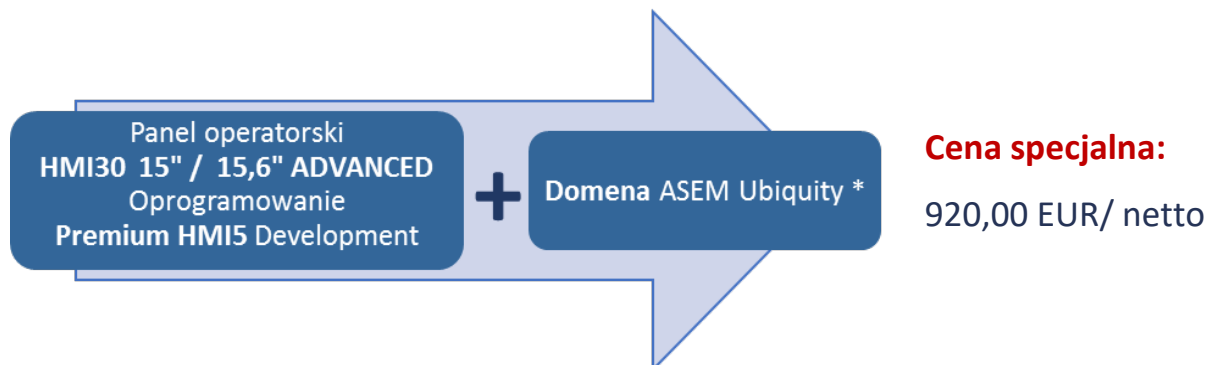 Panel operatorski
HMI30 15" / 15,6" ADVANCED
Oprogramowanie
Premium HMI5 Development
+
Domena ASEM Ubiquity *
Cena specjalna:
920,00 EUR/ netto